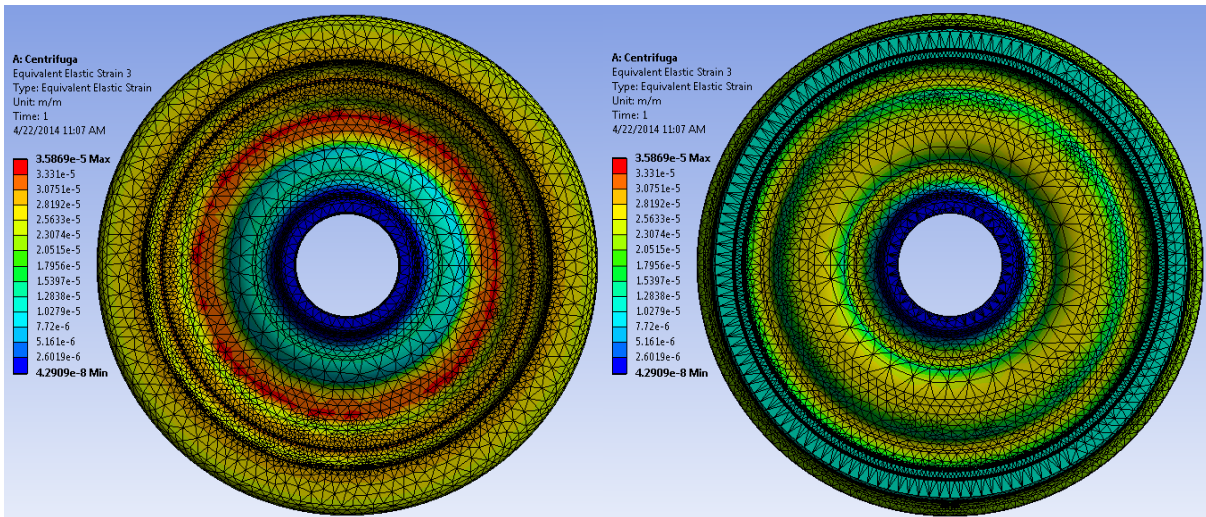 A: Centrifuga
Equivalent Elastic Strain 3
Type: Equivalent Elastic Strain
Unit: m/m
Time: 1
4/22/2014 11:07 AM
3.5869e-5 Max
3.331e-5
3.0751e-5
2.8192e-5
2.5633e-5
2.3074e-5
2.0515e-5
1.7956e-5
1.5397e-5
1.2838e-5
1.0279e-5
7.72e-6
5.161e-6
2.6019e-6
4.2909e-8 Min
A: Centrifuga
Equivalent Elastic Strain 3
Type: Equivalent Elastic Strain
Unit: m/m
Time: 1
4/22/2014 11:07 AM
3.5869e-5 Max
3.331e-5
3.0751e-5
2.8192e-5
2.5633e-5
2.3074e-5
2.0515e-5
1.7956e-5
1.5397e-5
1.2838e-5
1.0279e-5
7.72e-6
5.161e-6
2.6019e-6
4.2909e-8 Min